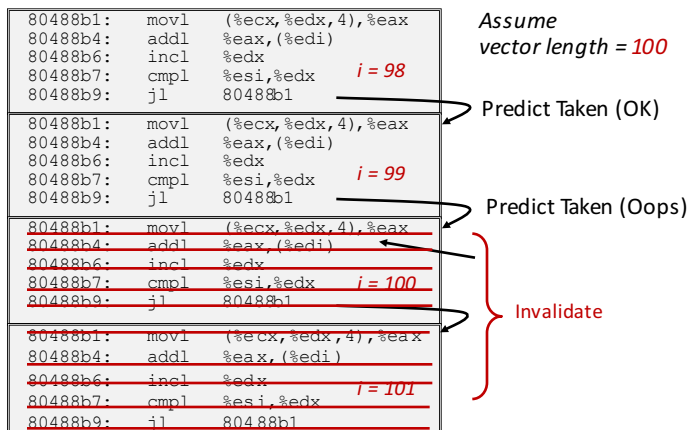 80488b1: movl (%ecx,%edx,4),%eax
80488b4: addl %eax,(%edi)
80488b6: incl %edx
80488b7: cmpl %esi,%edx
i = 98
80488b9: jl 80488b1
Assume
vector length = 100
Predict Taken (OK)
80488b1: movl (%ecx,%edx,4),%eax
80488b4: addl %eax,(%edi)
80488b6: incl %edx
80488b7: cmpl %esi,%edx
i = 99
80488b9: jl 80488b1
Predict Taken (Oops)
80488b1: movl (%ecx,%edx,4),%eax
80488b4: addl %eax,(%edi)
80488b6: incl %edx
80488b7: cmpl %esi,%edx
i = 100
80488b9: jl 80488b1
Invalidate
80488b1: movl (%ecx,%edx,4),%eax
80488b4: addl %eax,(%edi)
80488b6: incl %edx
80488b7: cmpl %esi,%edx
i = 101
80488b9: jl 80488b1